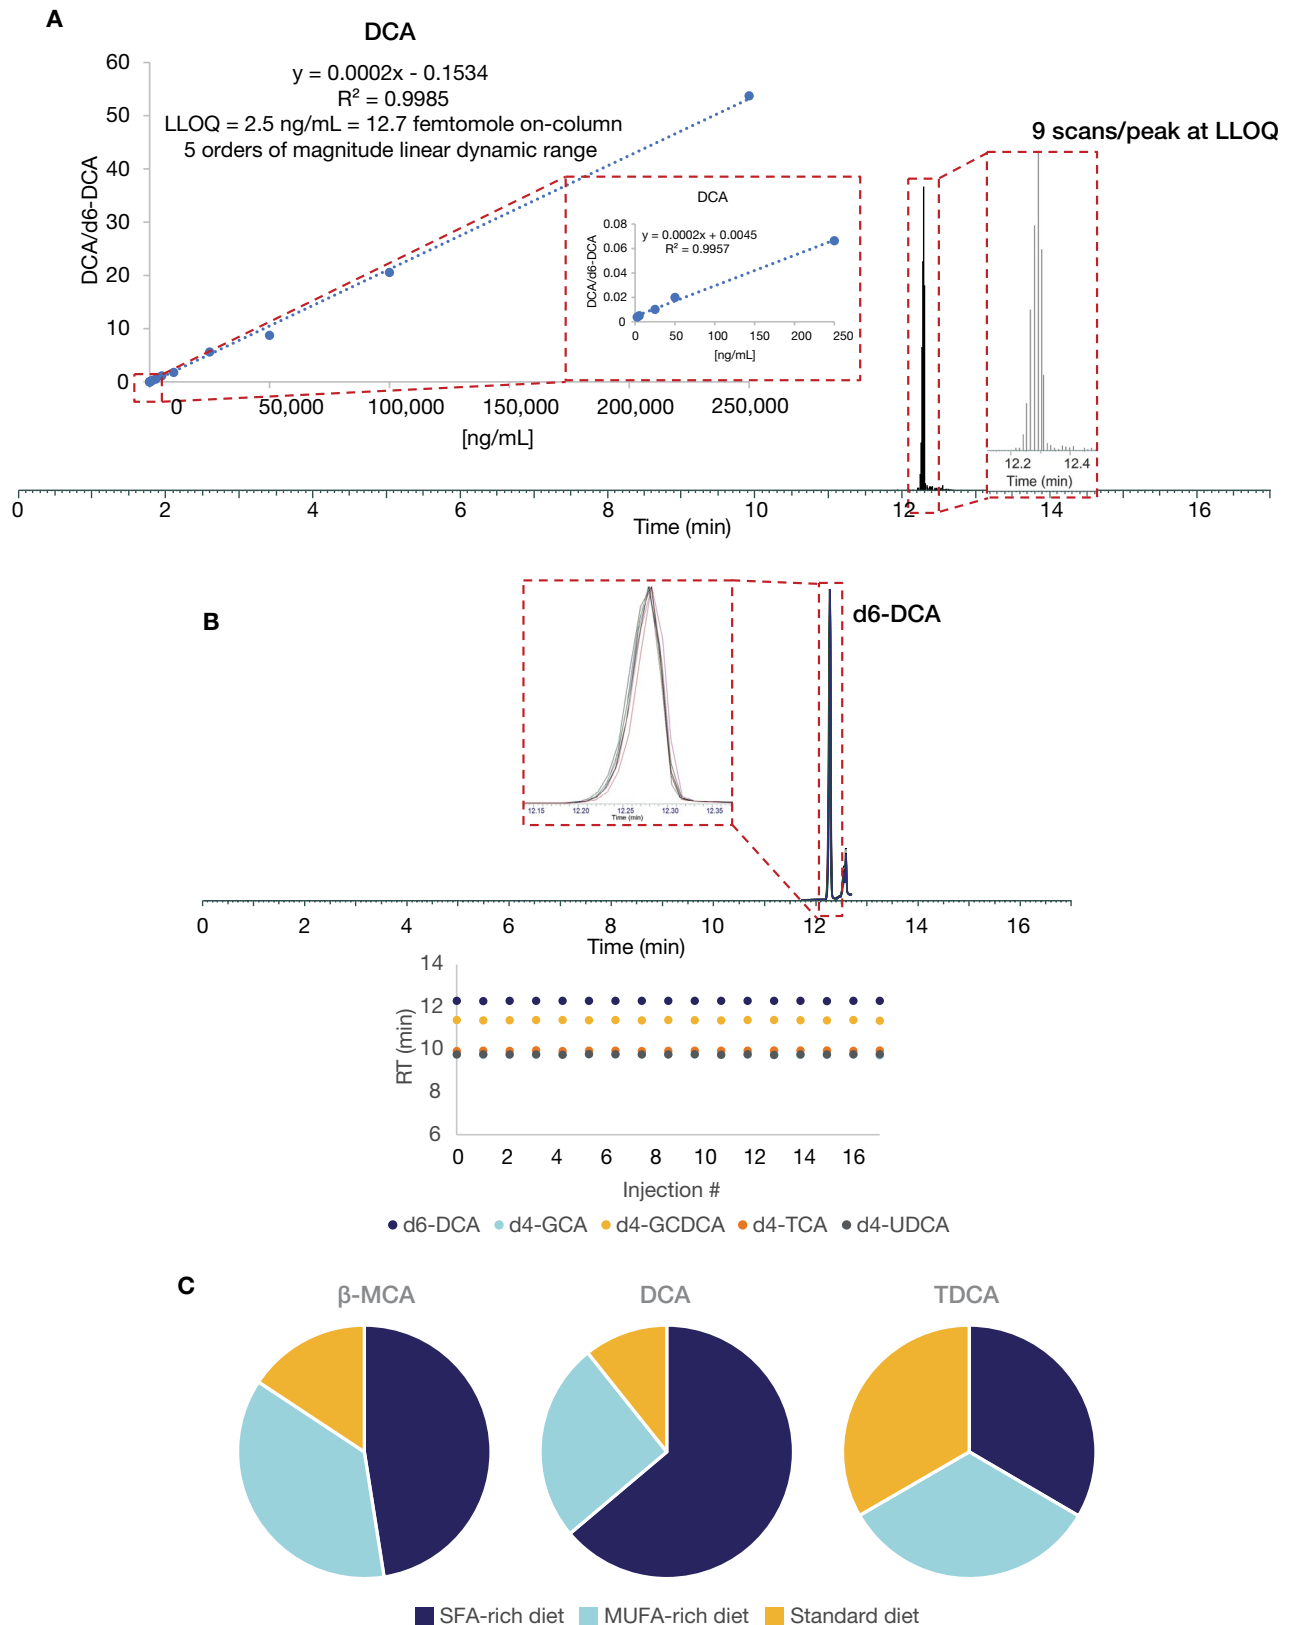 A
DCA
y = 0.0002x - 0.1534
R² = 0.9985
LLOQ = 2.5 ng/mL = 12.7 femtomole on-column
5 orders of magnitude linear dynamic range
DCA/d6-DCA
60
50
40
30
20
10
0
0 50,000 100,000 150,000 200,000 250,000
[ng/mL]
DCA
y = 0.0002x + 0.0045
R² = 0.9957
DCA/d6-DCA
0.08
0.06
0.04
0.02
0
0 50 100 150 200 250
[ng/mL]
9 scans/peak at LLOQ
12.2 12.4
Time (min)
0 2 4 6 8 10 12 14 16
Time (min)
B
d6-DCA
12.15 12.20 12.25 12.30 12.35
Time (min)
0 2 4 6 8 10 12 14 16
Time (min)
RT (min)
14
12
10
8
6
0 2 4 6 8 10 12 14 16
Injection #
d6-DCA d4-GCA d4-GCDCA d4-TCA d4-UDCA
C
β-MCA DCA TDCA
SFA-rich diet MUFA-rich diet Standard diet